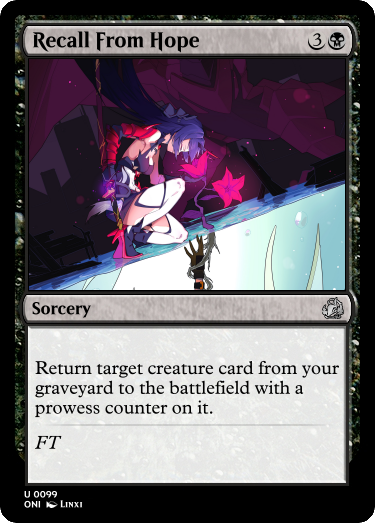 Recall From Hope 3
Sorcery
Return target creature card from your
graveyard to the battlefield with a
prowess counter on it.
FT
U 0099
ONI Linxi